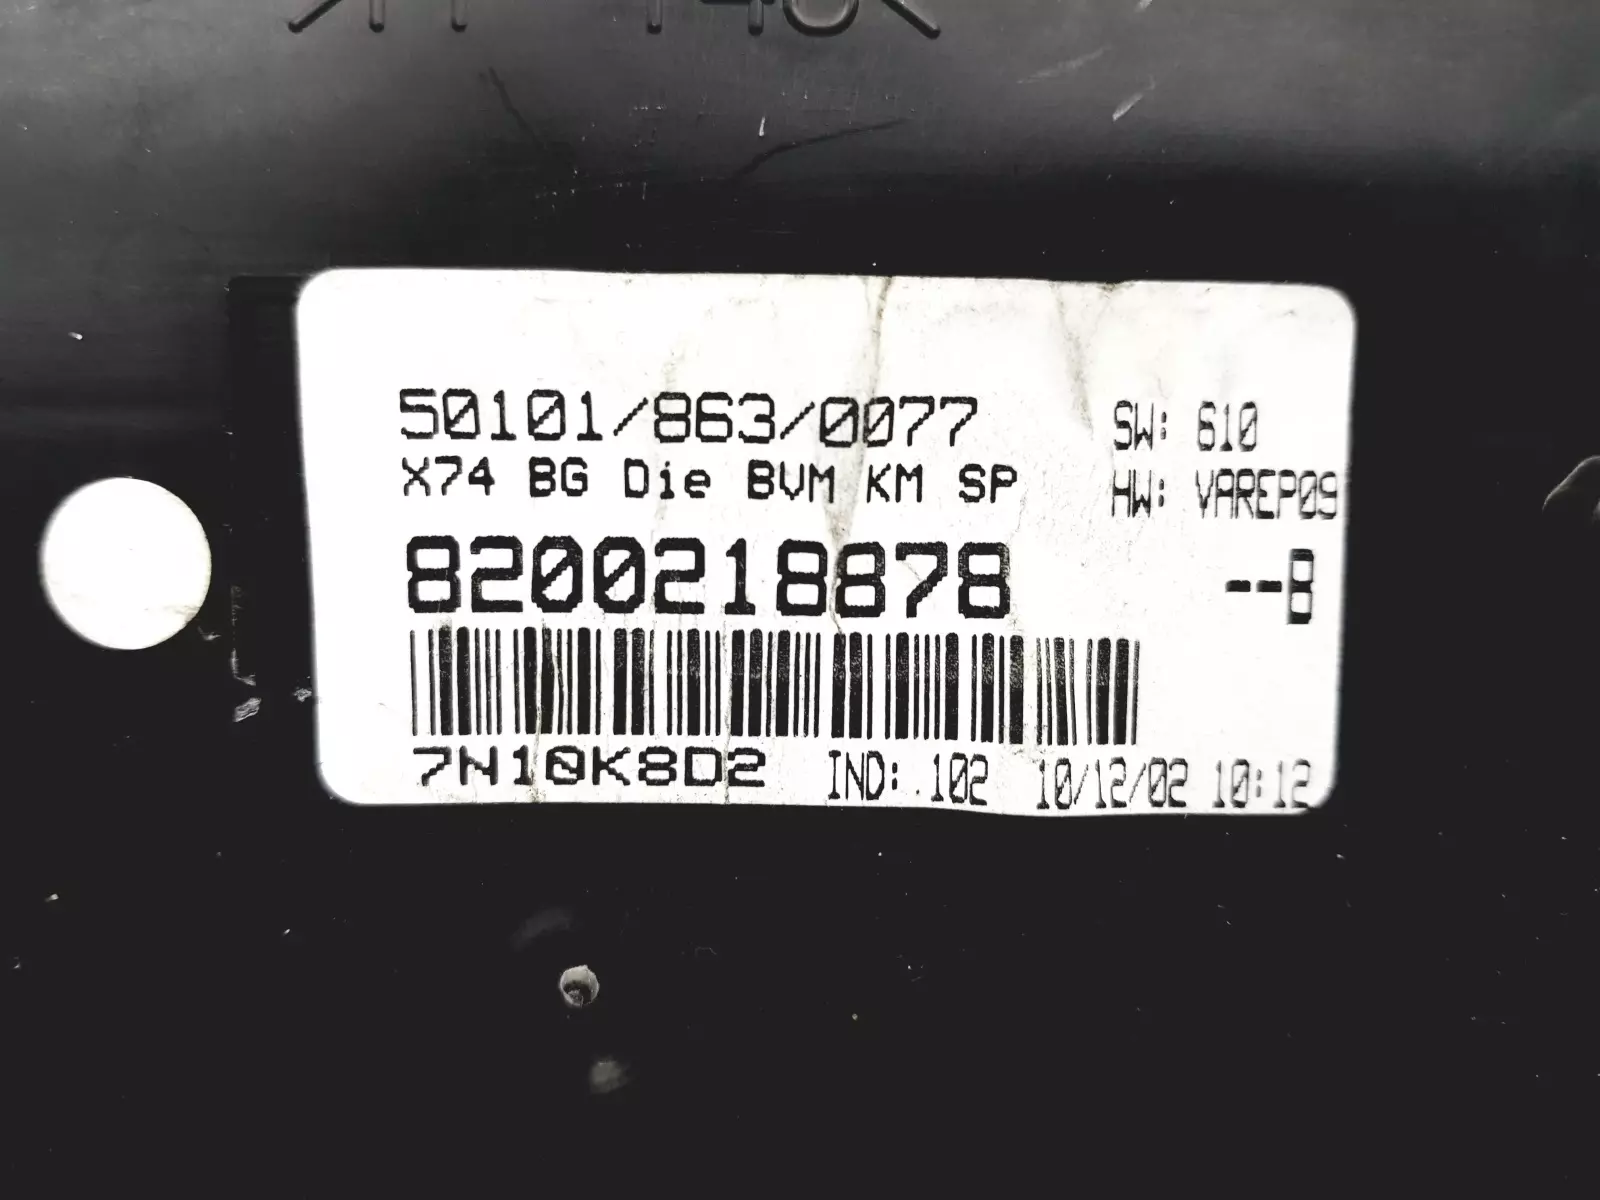 50101/863/0077 SW: 610
X74 BG Die BVM KM SP HW: VAREP09
8200218878 --B
7N10K8D2 IND: 102 10/12/02 10:12